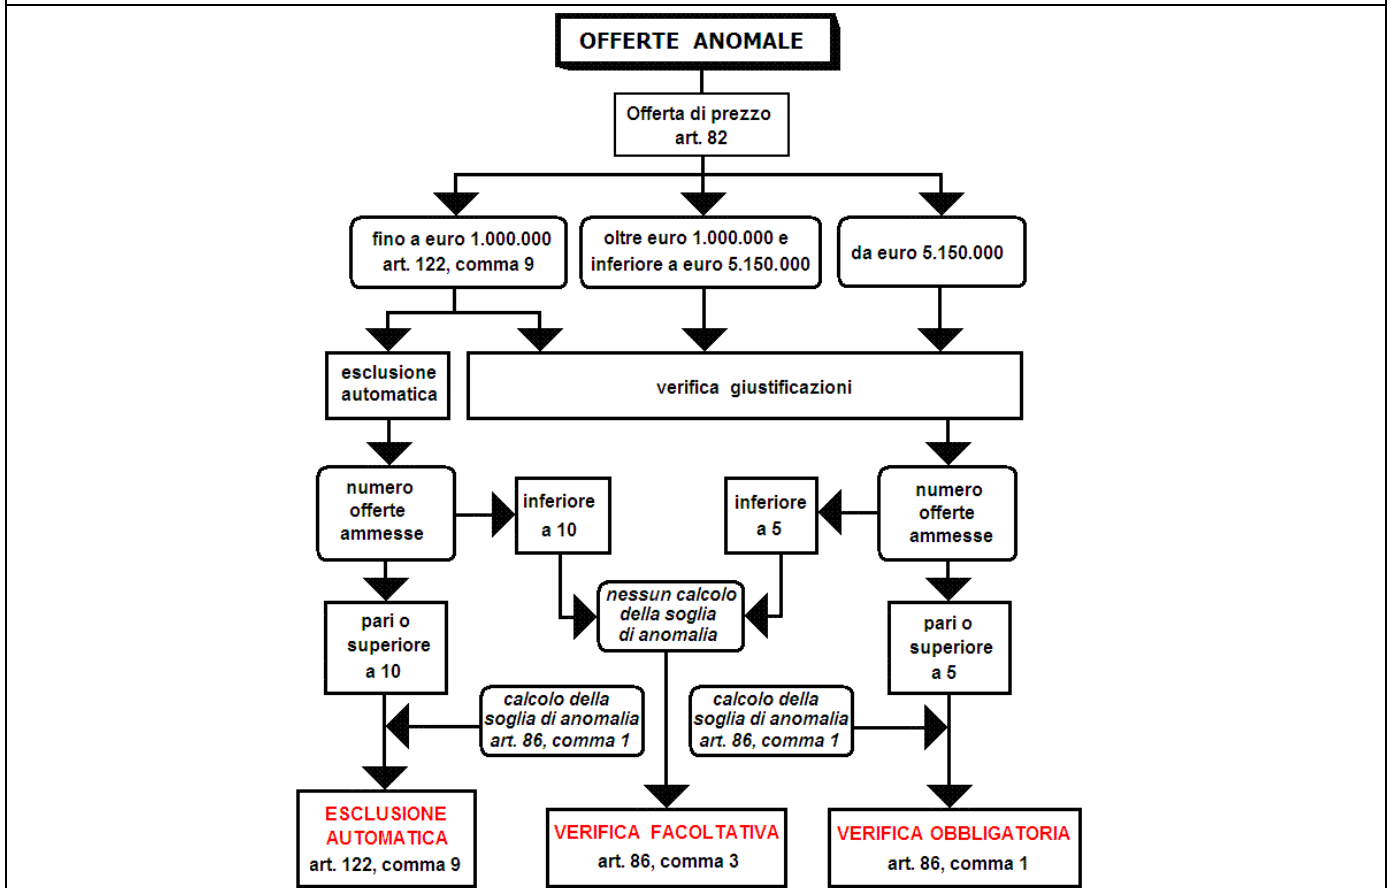 OFFERTE ANOMALE
Offerta di prezzo
art. 82
fino a euro 1.000.000
art. 122, comma 9
oltre euro 1.000.000 e
inferiore a euro 5.150.000
da euro 5.150.000
esclusione
automatica
verifica giustificazioni
numero
offerte
ammesse
inferiore
a 10
inferiore
a 5
numero
offerte
ammesse
nessun calcolo
della soglia
di anomalia
pari o
superiore
a 10
pari o
superiore
a 5
calcolo della
soglia di anomalia
art. 86, comma 1
calcolo della
soglia di anomalia
art. 86, comma 1
ESCLUSIONE
AUTOMATICA
art. 122, comma 9
VERIFICA FACOLTATIVA
art. 86, comma 3
VERIFICA OBBLIGATORIA
art. 86, comma 1